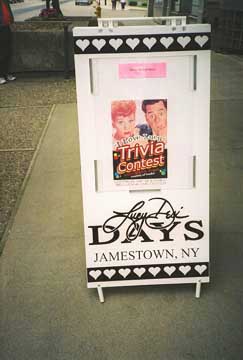 I Love Lucy
Trivia
Contest
Lucy Desi
DAYS
JAMESTOWN, NY